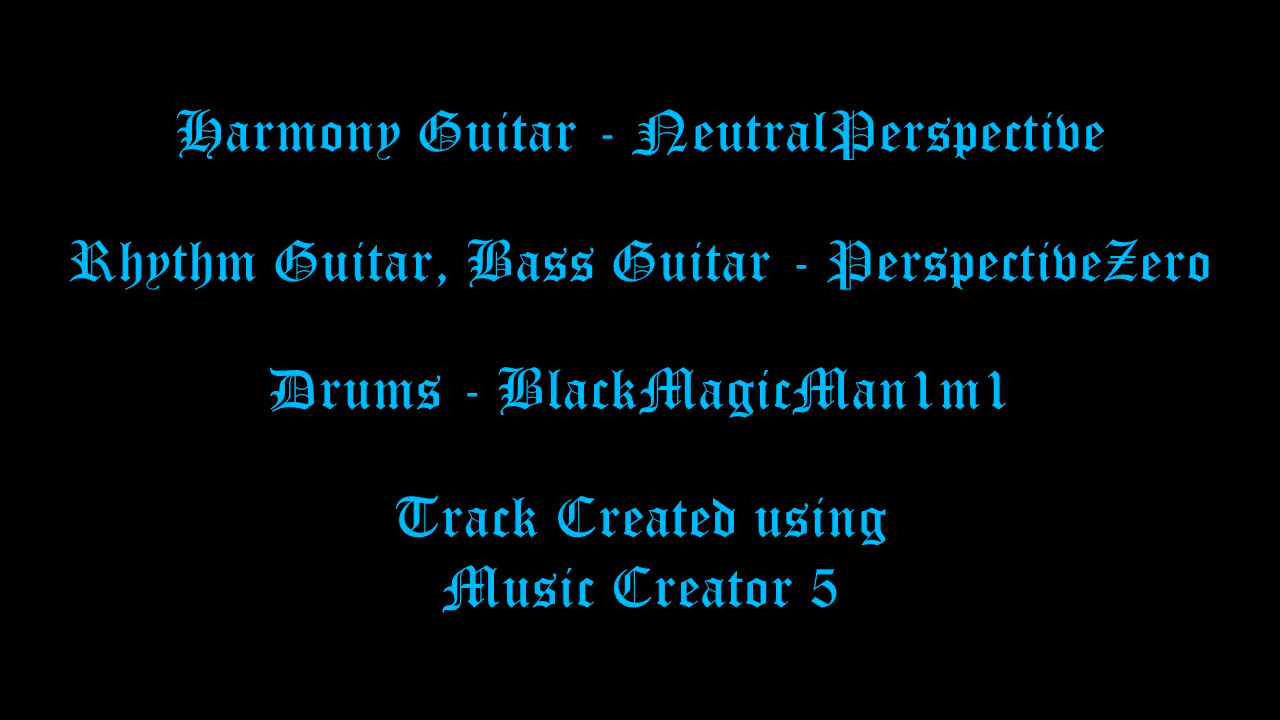 Harmony Guitar - NeutralPerspective
Rhythm Guitar, Bass Guitar - PerspectiveZero
Drums - BlackMagicMan1m1
Track Created using
Music Creator 5